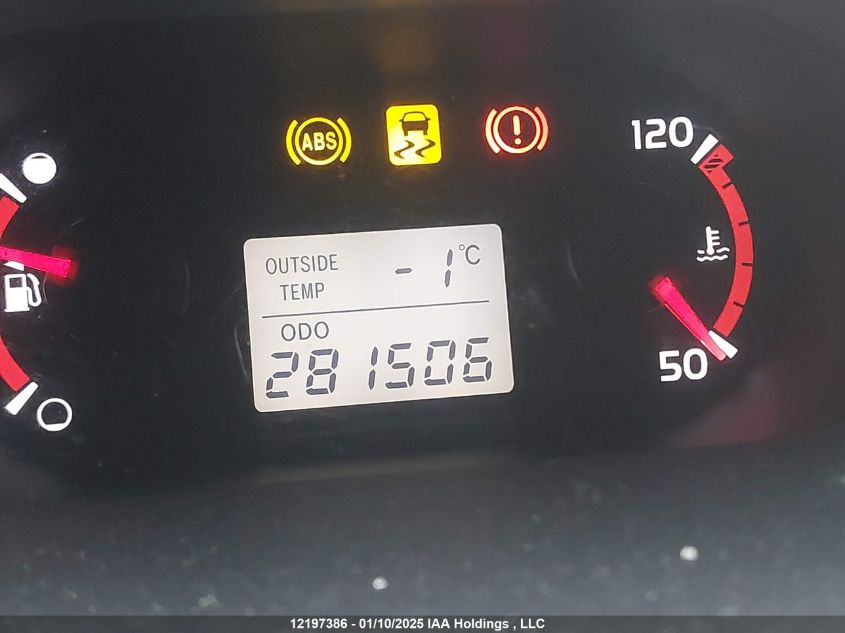 ABS
!
120
OUTSIDE TEMP -1°C
ODO
281506
50
12197386 - 01/10/2025 IAA Holdings , LLC